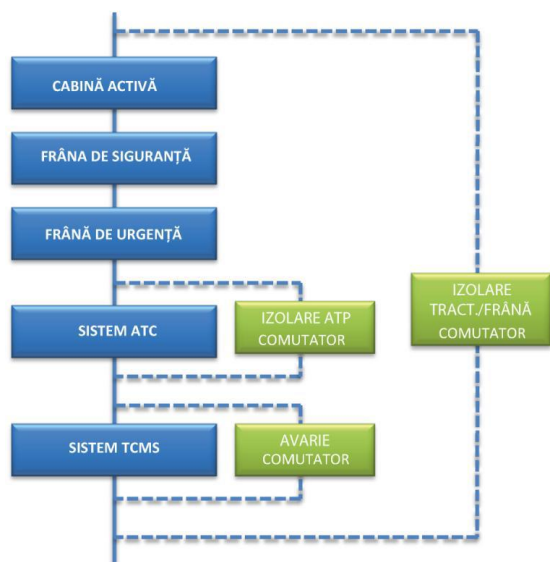 CABINĂ ACTIVĂ
FRÂNA DE SIGURANȚĂ
FRÂNĂ DE URGENȚĂ
SISTEM ATC
IZOLARE ATP
COMUTATOR
IZOLARE
TRACT./FRÂNĂ
COMUTATOR
SISTEM TCMS
AVARIE
COMUTATOR